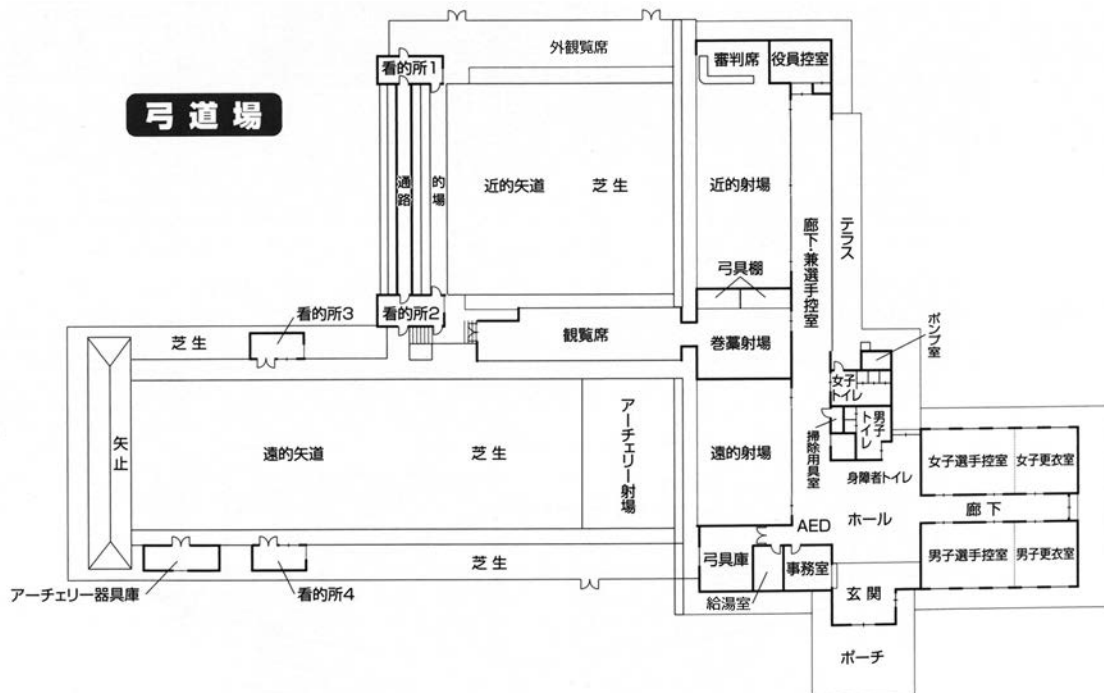 弓道場
外観覧席
審判席
役員控室
看的所1
通路
的場
近的矢道
芝生
近的射場
廊下・兼選手控室
テラス
弓具棚
看的所2
看的所3
芝生
観覧席
巻藁射場
ポンプ室
女子
トイレ
男子トイレ
掃除用具室
身障者トイレ
矢止
遠的矢道
芝生
アーチェリー射場
遠的射場
女子選手控室
女子更衣室
AED
ホール
廊下
男子選手控室
男子更衣室
弓具庫
事務室
給湯室
玄関
ポーチ
芝生
アーチェリー器具庫
看的所4